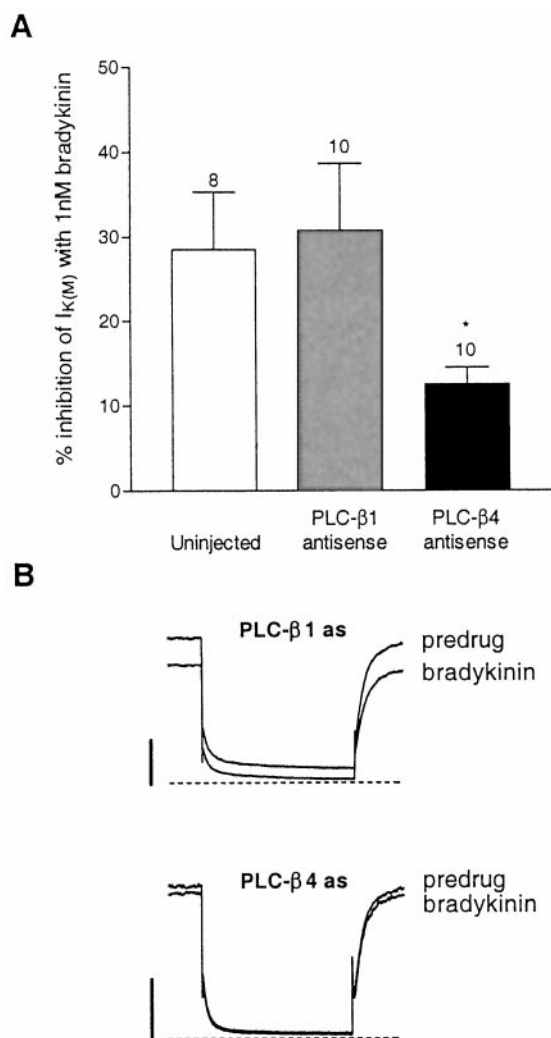 A
% inhibition of I K(M) with 1nM bradykinin
50
40
30
20
10
0
8
10
*
10
Uninjected
PLC-β1
antisense
PLC-β4
antisense
B
PLC-β1 as
predrug
bradykinin
PLC-β4 as
predrug
bradykinin